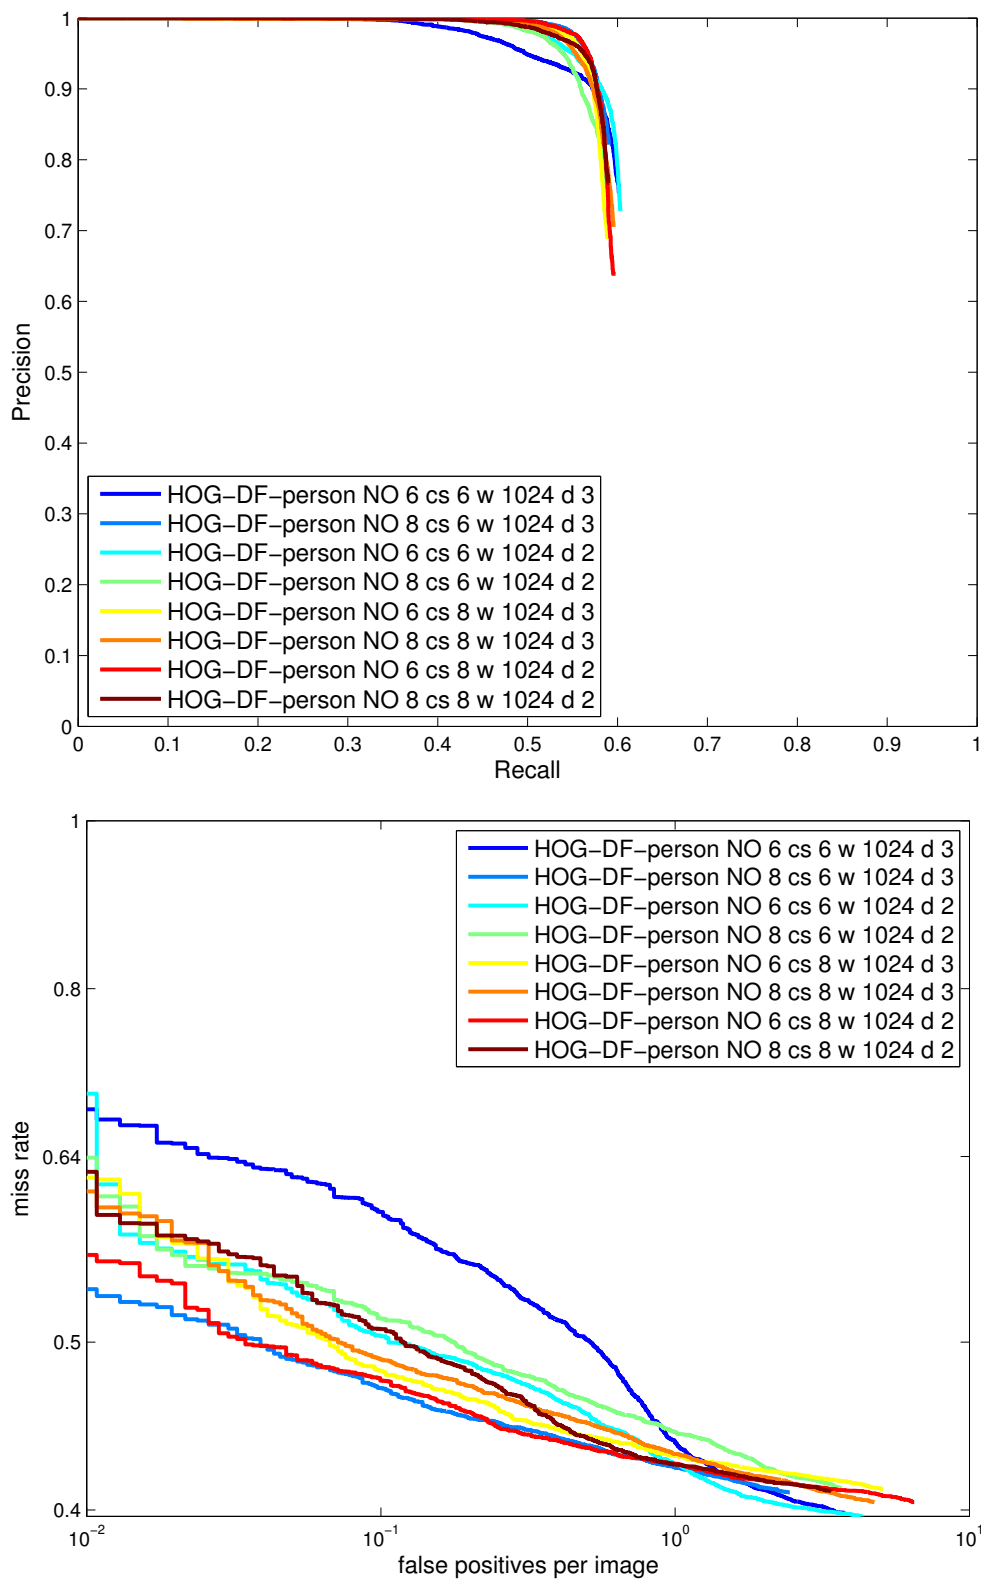 1
0.9
0.8
0.7
0.6
0.5
0.4
0.3
0.2
0.1
0
Precision
HOG−DF−person NO 6 cs 6 w 1024 d 3
HOG−DF−person NO 8 cs 6 w 1024 d 3
HOG−DF−person NO 6 cs 6 w 1024 d 2
HOG−DF−person NO 8 cs 6 w 1024 d 2
HOG−DF−person NO 6 cs 8 w 1024 d 3
HOG−DF−person NO 8 cs 8 w 1024 d 3
HOG−DF−person NO 6 cs 8 w 1024 d 2
HOG−DF−person NO 8 cs 8 w 1024 d 2
0 0.1 0.2 0.3 0.4 0.5 0.6 0.7 0.8 0.9 1
Recall
1
0.8
0.64
0.5
0.4
miss rate
HOG−DF−person NO 6 cs 6 w 1024 d 3
HOG−DF−person NO 8 cs 6 w 1024 d 3
HOG−DF−person NO 6 cs 6 w 1024 d 2
HOG−DF−person NO 8 cs 6 w 1024 d 2
HOG−DF−person NO 6 cs 8 w 1024 d 3
HOG−DF−person NO 8 cs 8 w 1024 d 3
HOG−DF−person NO 6 cs 8 w 1024 d 2
HOG−DF−person NO 8 cs 8 w 1024 d 2
10⁻² 10⁻¹ 10⁰ 10¹
false positives per image